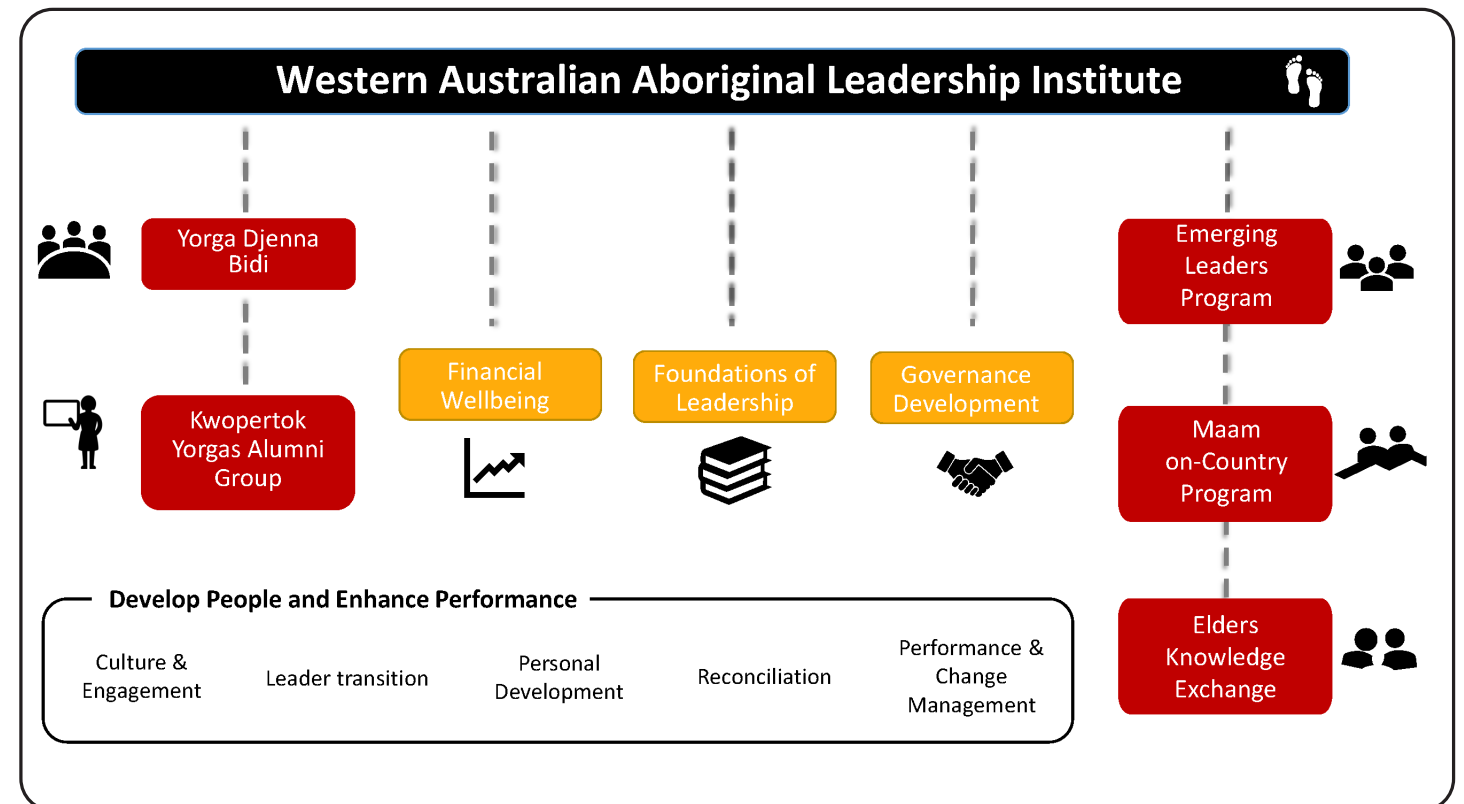 Western Australian Aboriginal Leadership Institute
Yorga Djenna
Bidi
Kwopertok
Yorgas Alumni
Group
Financial
Wellbeing
Foundations of
Leadership
Governance
Development
Emerging
Leaders
Program
Maam
on-Country
Program
Elders
Knowledge
Exchange
Develop People and Enhance Performance
Culture &
Engagement
Leader transition
Personal
Development
Reconciliation
Performance &
Change
Management